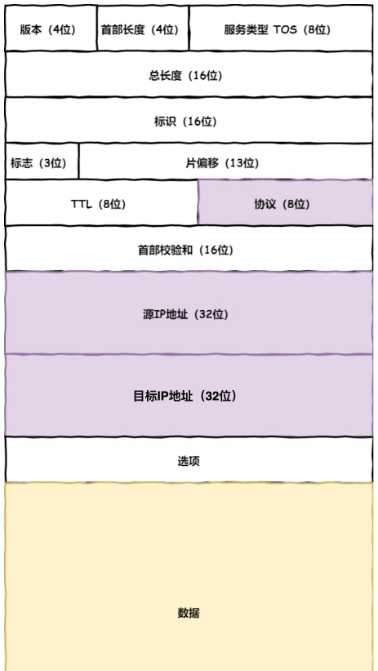 版本（4位） 首部长度（4位） 服务类型 TOS（8位）
总长度（16位）
标识（16位）
标志（3位） 片偏移（13位）
TTL（8位） 协议（8位）
首部校验和（16位）
源IP地址（32位）
目标IP地址（32位）
选项
数据